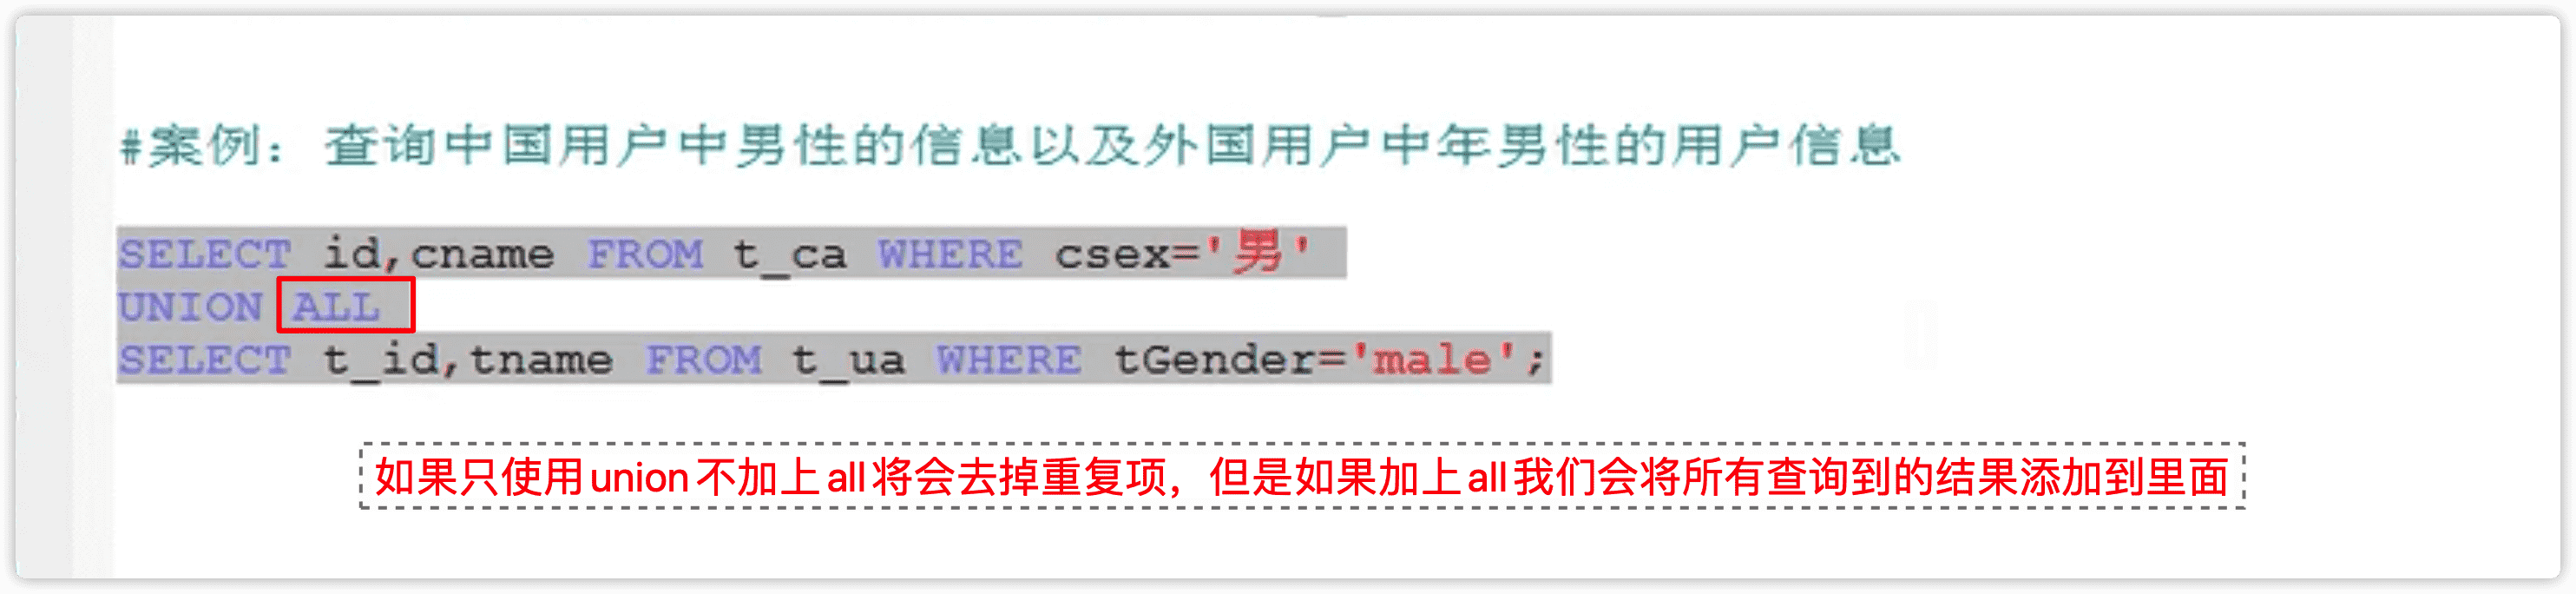 #案例：查询中国用户中男性的信息以及外国用户中年男性的用户信息
SELECT id,cname FROM t_ca WHERE csex='男'
UNION ALL
SELECT t_id,tname FROM t_ua WHERE tGender='male';
如果只使用union不加上all将会去掉重复项，但是如果加上all我们会将所有查询到的结果添加到里面